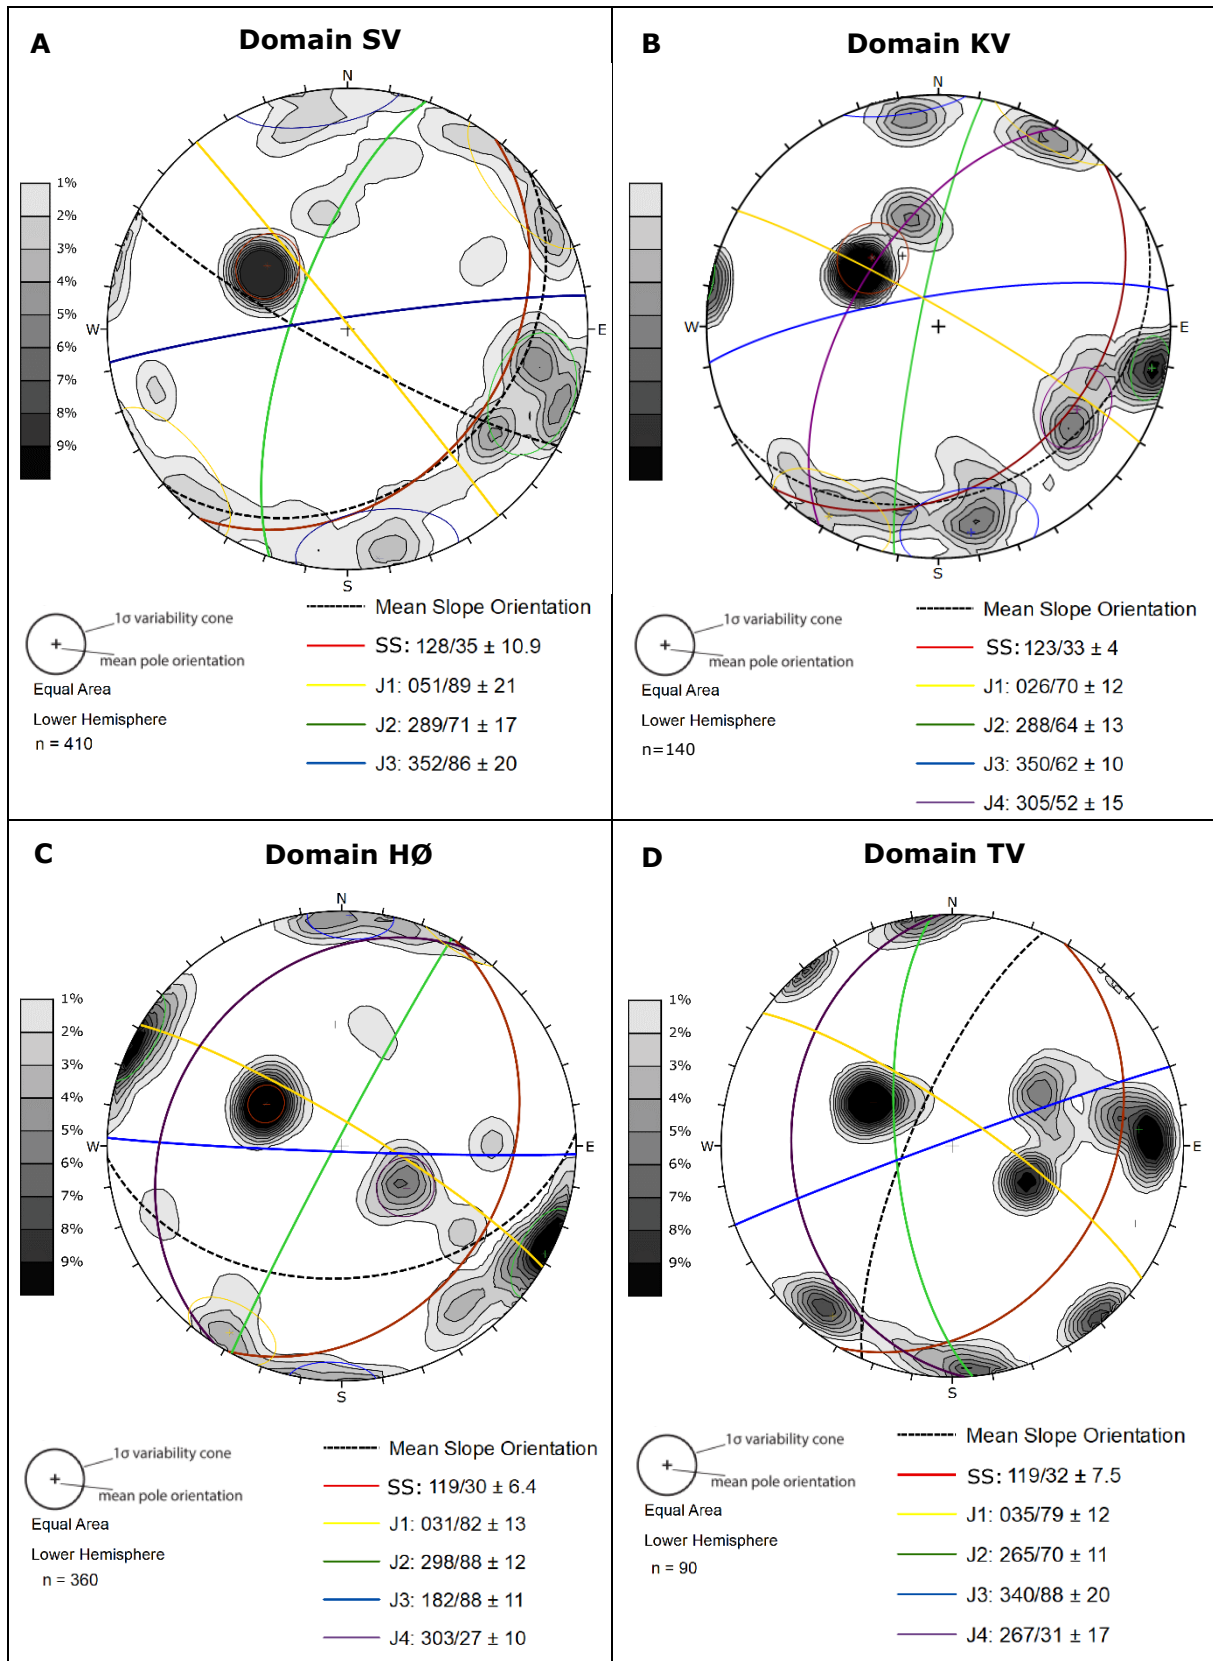 A
Domain SV
N
W
E
S
1%
2%
3%
4%
5%
6%
7%
8%
9%
1σ variability cone
mean pole orientation
Equal Area
Lower Hemisphere
n = 410
Mean Slope Orientation
SS: 128/35 ± 10.9
J1: 051/89 ± 21
J2: 289/71 ± 17
J3: 352/86 ± 20
B
Domain KV
N
W
E
S
1σ variability cone
mean pole orientation
Equal Area
Lower Hemisphere
n=140
Mean Slope Orientation
SS: 123/33 ± 4
J1: 026/70 ± 12
J2: 288/64 ± 13
J3: 350/62 ± 10
J4: 305/52 ± 15
C
Domain HØ
N
W
E
S
1%
2%
3%
4%
5%
6%
7%
8%
9%
1σ variability cone
mean pole orientation
Equal Area
Lower Hemisphere
n = 360
Mean Slope Orientation
SS: 119/30 ± 6.4
J1: 031/82 ± 13
J2: 298/88 ± 12
J3: 182/88 ± 11
J4: 303/27 ± 10
D
Domain TV
N
W
E
S
1%
2%
3%
4%
5%
6%
7%
8%
9%
1σ variability cone
mean pole orientation
Equal Area
Lower Hemisphere
n = 90
Mean Slope Orientation
SS: 119/32 ± 7.5
J1: 035/79 ± 12
J2: 265/70 ± 11
J3: 340/88 ± 20
J4: 267/31 ± 17